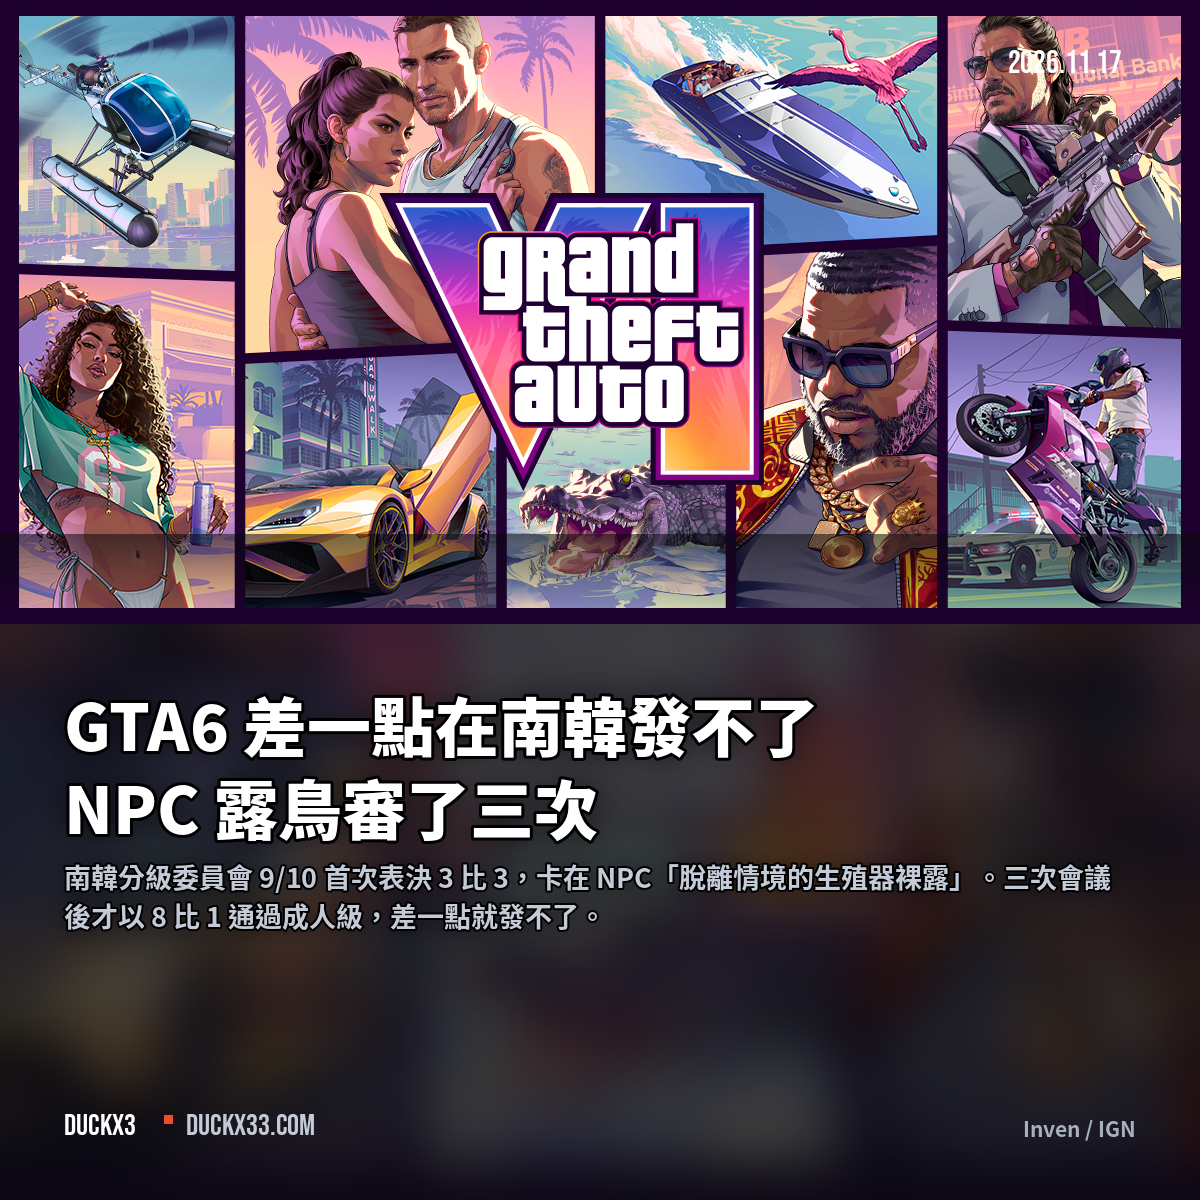 2026.11.17
National Bank
grand
theft
auto
VI
GTA6 差一點在南韓發不了
NPC 露鳥審了三次
南韓分級委員會 9/10 首次表決 3 比 3，卡在 NPC「脫離情境的生殖器裸露」。三次會議
後才以 8 比 1 通過成人級，差一點就發不了。
DUCKX3
DUCKX33.COM
Inven / IGN